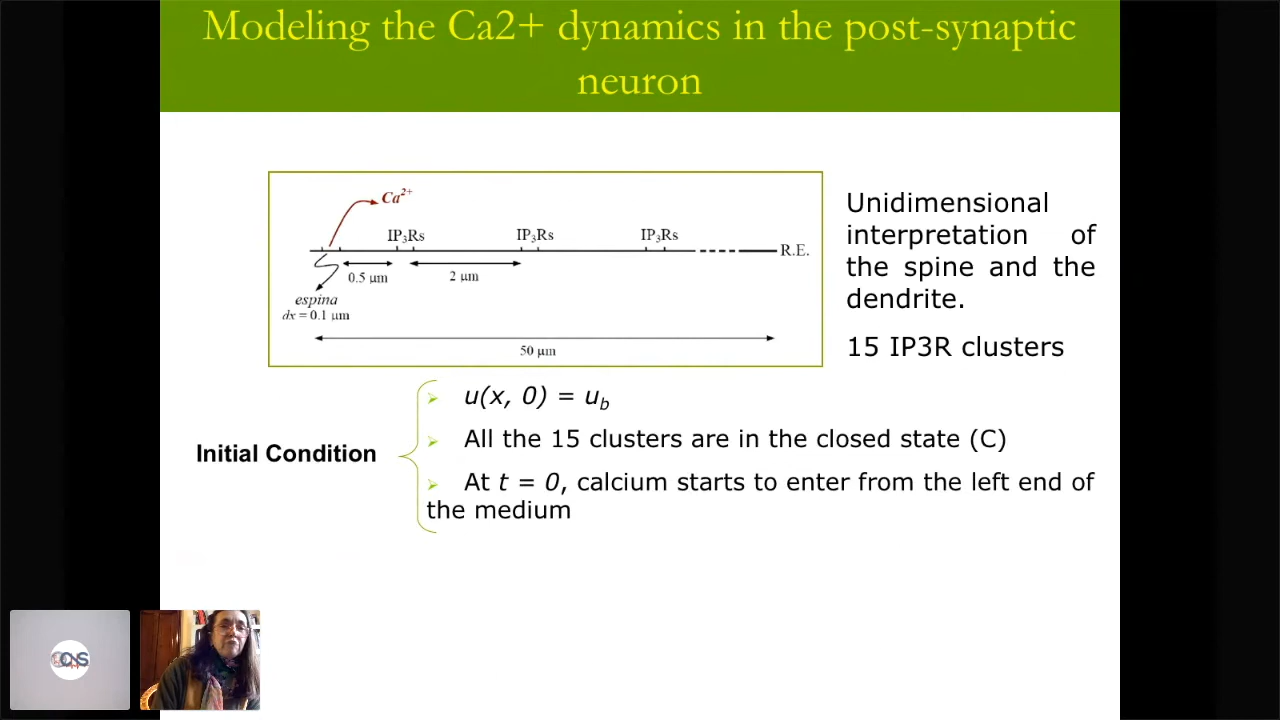 Modeling the Ca2+ dynamics in the post-synaptic
neuron
Ca²⁺
IP₃Rs
IP₃Rs
IP₃Rs
R.E.
0.5 µm
2 µm
espina
dx = 0.1 µm
50 µm
Unidimensional
interpretation of
the spine and the
dendrite.
15 IP3R clusters
Initial Condition
u(x, 0) = u_b
All the 15 clusters are in the closed state (C)
At t = 0, calcium starts to enter from the left end of
the medium